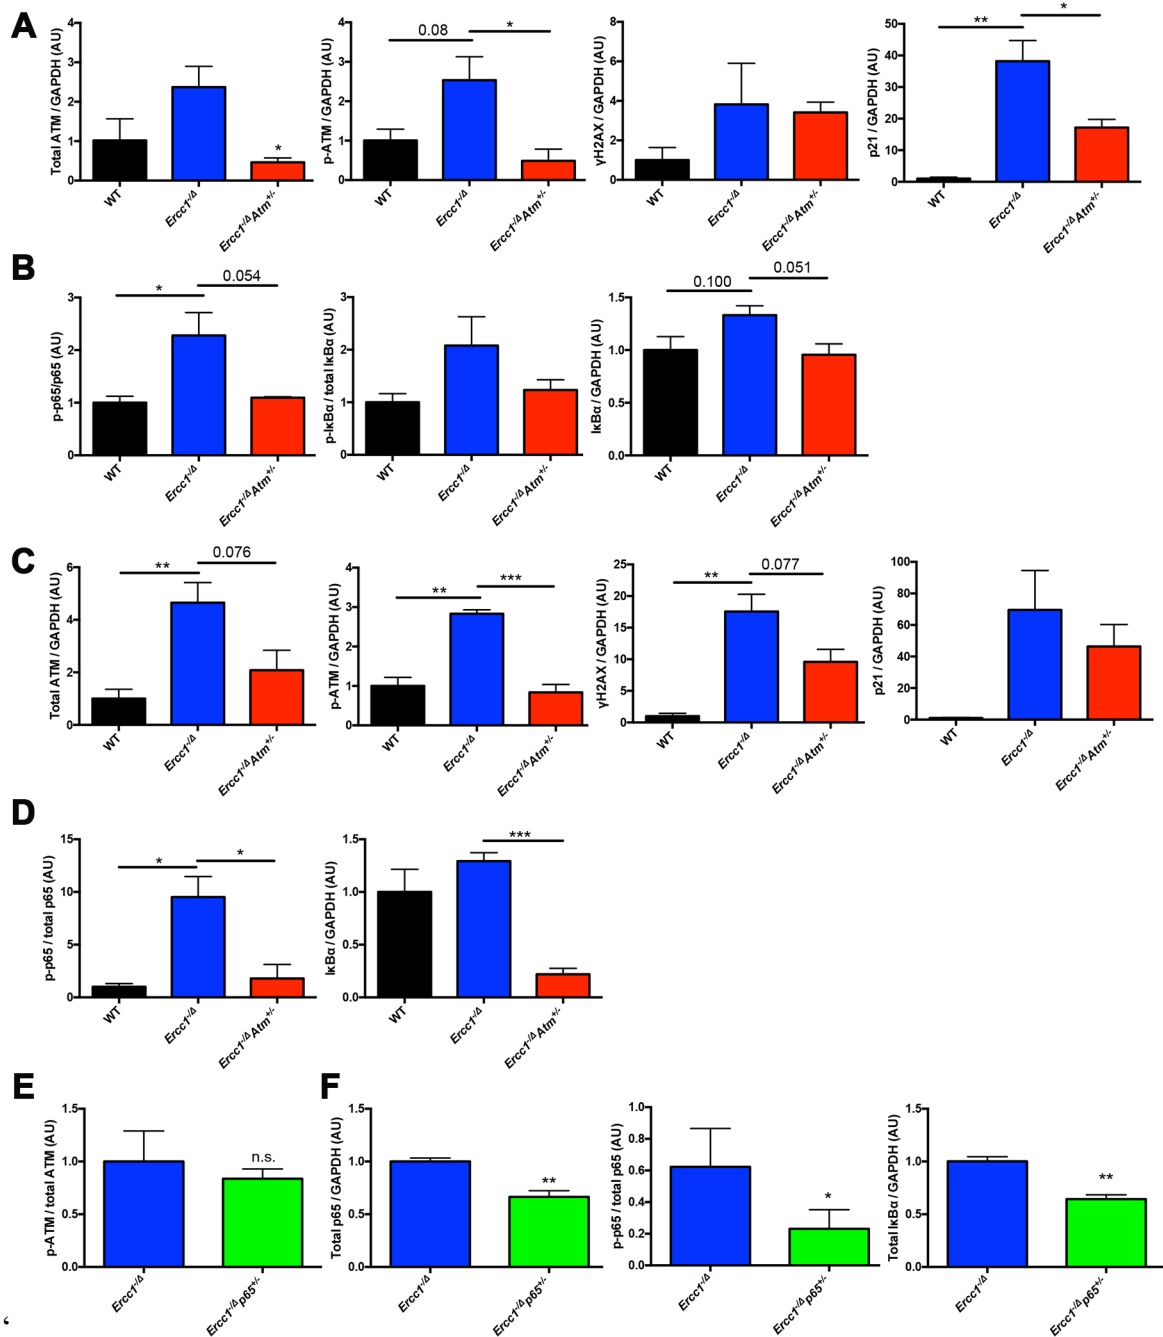 A
Total ATM / GAPDH (AU)
4
3
2
1
0
*
WT
Ercc1-/Δ
Ercc1-/ΔAtm+/-
p-ATM / GAPDH (AU)
4
3
2
1
0
0.08
*
WT
Ercc1-/Δ
Ercc1-/ΔAtm+/-
γH2AX / GAPDH (AU)
8
6
4
2
0
WT
Ercc1-/Δ
Ercc1-/ΔAtm+/-
p21 / GAPDH (AU)
50
40
30
20
10
0
**
*
WT
Ercc1-/Δ
Ercc1-/ΔAtm+/-
B
p-p65/p65 (AU)
3
2
1
0
*
0.054
WT
Ercc1-/Δ
Ercc1-/ΔAtm+/-
p-IκBα / total IκBα (AU)
3
2
1
0
WT
Ercc1-/Δ
Ercc1-/ΔAtm+/-
IκBα / GAPDH (AU)
1.5
1.0
0.5
0.0
0.100
0.051
WT
Ercc1-/Δ
Ercc1-/ΔAtm+/-
C
Total ATM / GAPDH (AU)
6
4
2
0
**
0.076
WT
Ercc1-/Δ
Ercc1-/ΔAtm+/-
p-ATM / GAPDH (AU)
4
3
2
1
0
**
***
WT
Ercc1-/Δ
Ercc1-/ΔAtm+/-
γH2AX / GAPDH (AU)
25
20
15
10
5
0
**
0.077
WT
Ercc1-/Δ
Ercc1-/ΔAtm+/-
p21 / GAPDH (AU)
100
80
60
40
20
0
WT
Ercc1-/Δ
Ercc1-/ΔAtm+/-
D
p-p65 / total p65 (AU)
15
10
5
0
*
*
WT
Ercc1-/Δ
Ercc1-/ΔAtm+/-
IκBα / GAPDH (AU)
1.5
1.0
0.5
0.0
***
WT
Ercc1-/Δ
Ercc1-/ΔAtm+/-
E
p-ATM / total ATM (AU)
1.5
1.0
0.5
0.0
n.s.
Ercc1-/Δ
Ercc1-/Δp65+/-
F
Total p65 / GAPDH (AU)
1.5
1.0
0.5
0.0
**
Ercc1-/Δ
Ercc1-/Δp65+/-
p-p65 / total p65 (AU)
1.0
0.8
0.6
0.4
0.2
0.0
*
Ercc1-/Δ
Ercc1-/Δp65+/-
Total IκBα / GAPDH (AU)
1.5
1.0
0.5
0.0
**
Ercc1-/Δ
Ercc1-/Δp65+/-
‘